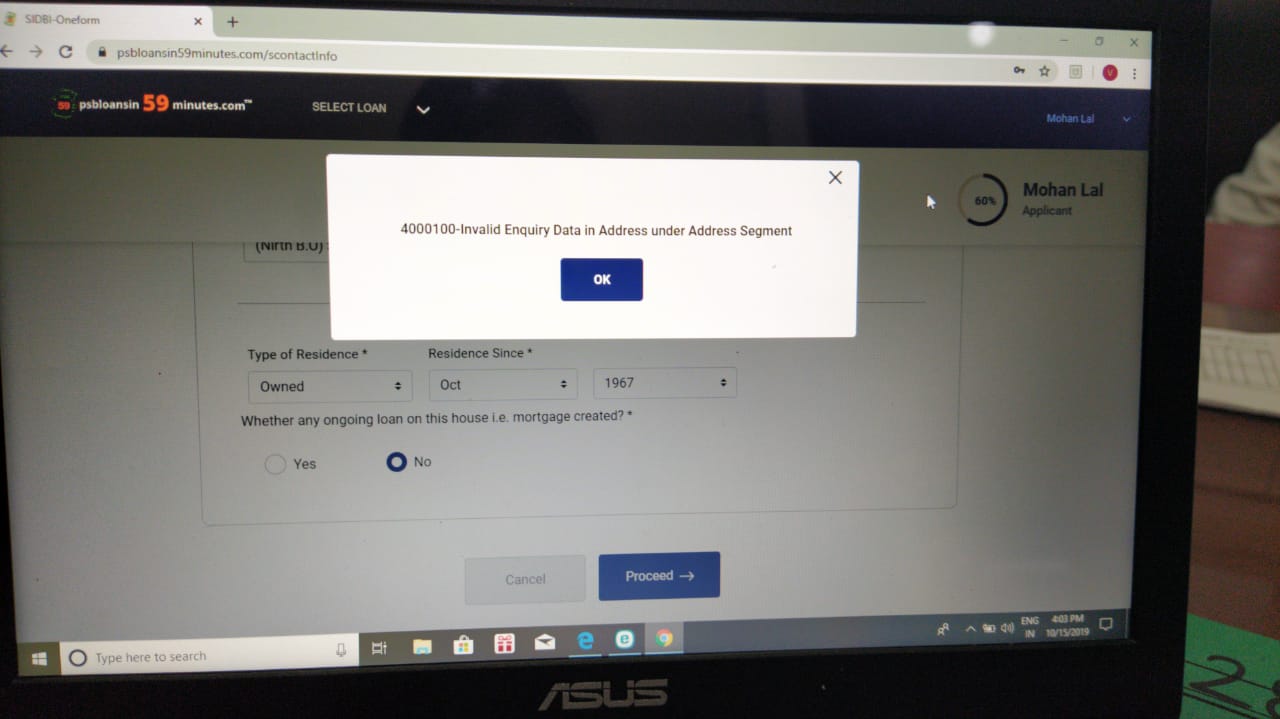 SIDBI-Oneform
psbloansin59minutes.com/scontactInfo
V
59 psbloansin 59 minutes.com™
SELECT LOAN
Mohan Lal
60%
Mohan Lal
Applicant
4000100-Invalid Enquiry Data in Address under Address Segment
OK
(Nirth B.O)
Type of Residence *
Residence Since *
Owned
Oct
1967
Whether any ongoing loan on this house i.e. mortgage created? *
Yes
No
Cancel
Proceed →
Type here to search
ENG
IN
4:03 PM
10/15/2019
ASUS